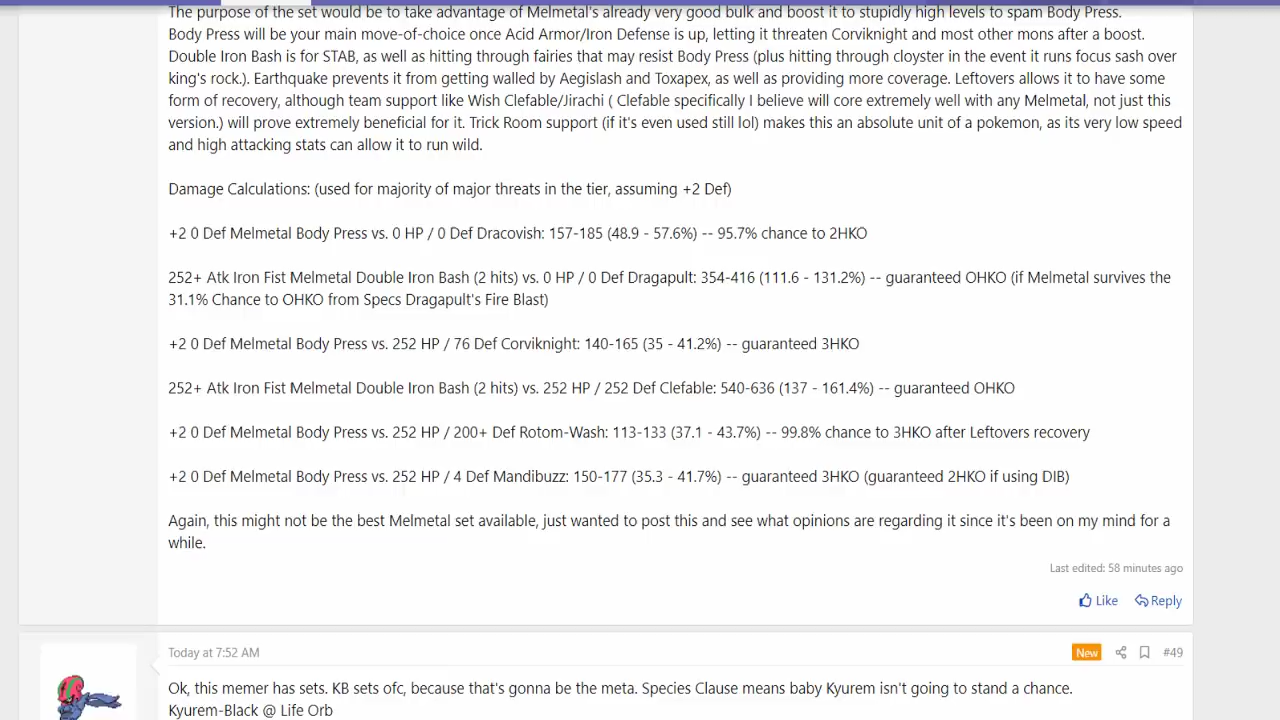 The purpose of the set would be to take advantage of Melmetal's already very good bulk and boost it to stupidly high levels to spam Body Press.
Body Press will be your main move-of-choice once Acid Armor/Iron Defense is up, letting it threaten Corviknight and most other mons after a boost.
Double Iron Bash is for STAB, as well as hitting through fairies that may resist Body Press (plus hitting through cloyster in the event it runs focus sash over
king's rock.). Earthquake prevents it from getting walled by Aegislash and Toxapex, as well as providing more coverage. Leftovers allows it to have some
form of recovery, although team support like Wish Clefable/Jirachi ( Clefable specifically I believe will core extremely well with any Melmetal, not just this
version.) will prove extremely beneficial for it. Trick Room support (if it's even used still lol) makes this an absolute unit of a pokemon, as its very low speed
and high attacking stats can allow it to run wild.
Damage Calculations: (used for majority of major threats in the tier, assuming +2 Def)
+2 0 Def Melmetal Body Press vs. 0 HP / 0 Def Dracovish: 157-185 (48.9 - 57.6%) -- 95.7% chance to 2HKO
252+ Atk Iron Fist Melmetal Double Iron Bash (2 hits) vs. 0 HP / 0 Def Dragapult: 354-416 (111.6 - 131.2%) -- guaranteed OHKO (if Melmetal survives the
31.1% Chance to OHKO from Specs Dragapult's Fire Blast)
+2 0 Def Melmetal Body Press vs. 252 HP / 76 Def Corviknight: 140-165 (35 - 41.2%) -- guaranteed 3HKO
252+ Atk Iron Fist Melmetal Double Iron Bash (2 hits) vs. 252 HP / 252 Def Clefable: 540-636 (137 - 161.4%) -- guaranteed OHKO
+2 0 Def Melmetal Body Press vs. 252 HP / 200+ Def Rotom-Wash: 113-133 (37.1 - 43.7%) -- 99.8% chance to 3HKO after Leftovers recovery
+2 0 Def Melmetal Body Press vs. 252 HP / 4 Def Mandibuzz: 150-177 (35.3 - 41.7%) -- guaranteed 3HKO (guaranteed 2HKO if using DIB)
Again, this might not be the best Melmetal set available, just wanted to post this and see what opinions are regarding it since it's been on my mind for a
while.
Last edited: 58 minutes ago
Like Reply
Today at 7:52 AM New #49
Ok, this memer has sets. KB sets ofc, because that's gonna be the meta. Species Clause means baby Kyurem isn't going to stand a chance.
Kyurem-Black @ Life Orb